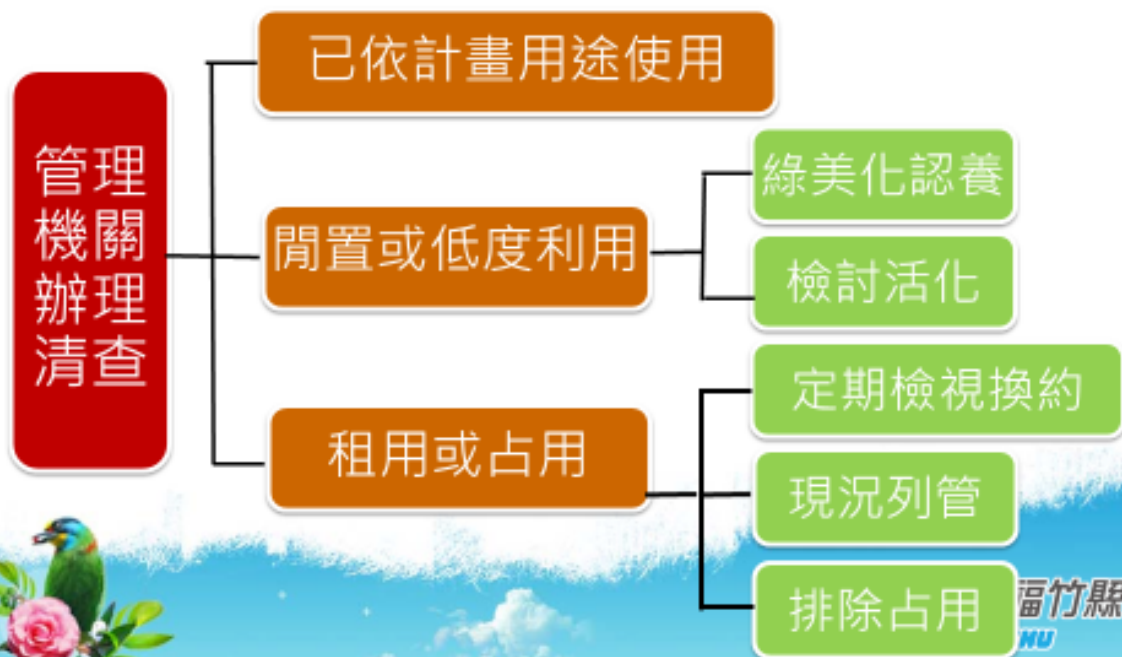 管理
機關
辦理
清查
已依計畫用途使用
閒置或低度利用
綠美化認養
檢討活化
租用或占用
定期檢視換約
現況列管
排除占用
福竹縣